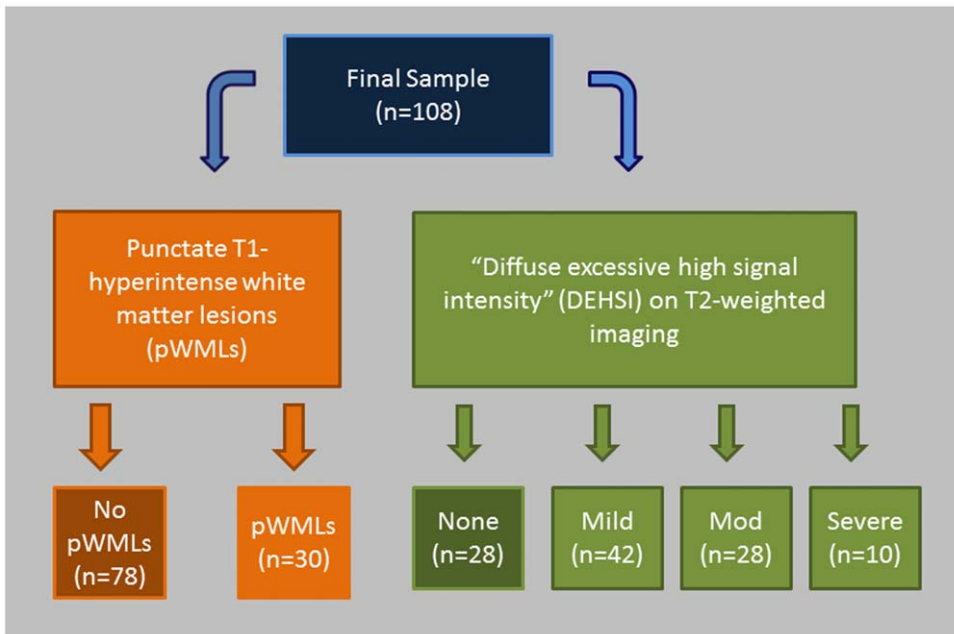 Final Sample
(n=108)
Punctate T1-
hyperintense white
matter lesions
(pWMLs)
“Diffuse excessive high signal
intensity” (DEHSI) on T2-weighted
imaging
No
pWMLs
(n=78)
pWMLs
(n=30)
None
(n=28)
Mild
(n=42)
Mod
(n=28)
Severe
(n=10)